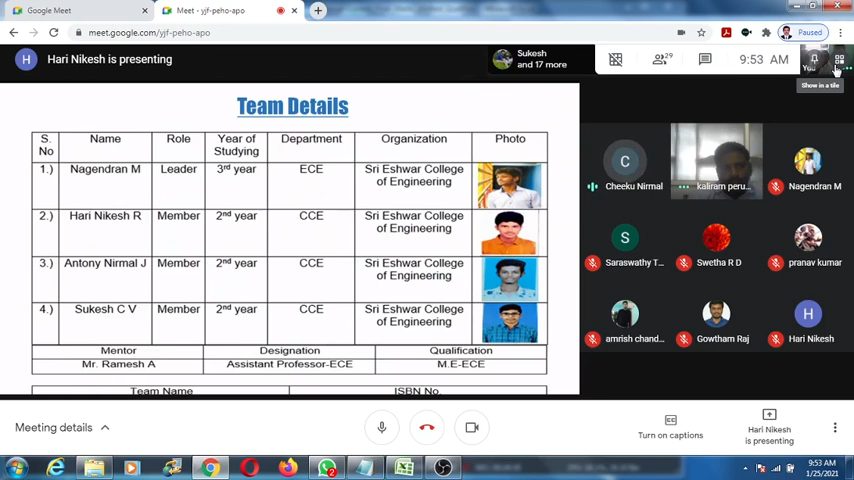 Google Meet
Meet - yjf-peho-apo
meet.google.com/yjf-peho-apo
Paused
H
Hari Nikesh is presenting
Sukesh
and 17 more
29
9:53 AM
You
Show in a tile
Team Details
S. No Name Role Year of Studying Department Organization Photo
1.) Nagendran M Leader 3rd year ECE Sri Eshwar College of Engineering
2.) Hari Nikesh R Member 2nd year CCE Sri Eshwar College of Engineering
3.) Antony Nirmal J Member 2nd year CCE Sri Eshwar College of Engineering
4.) Sukesh C V Member 2nd year CCE Sri Eshwar College of Engineering
Mentor Designation Qualification
Mr. Ramesh A Assistant Professor-ECE M.E-ECE
Team Name ISBN No.
C
Cheeku Nirmal
kaliram peru...
Nagendran M
S
Saraswathy T...
Swetha R D
pranav kumar
amrish chand...
Gowtham Raj
H
Hari Nikesh
Meeting details
Turn on captions
Hari Nikesh
is presenting
2
9:53 AM
1/25/2021